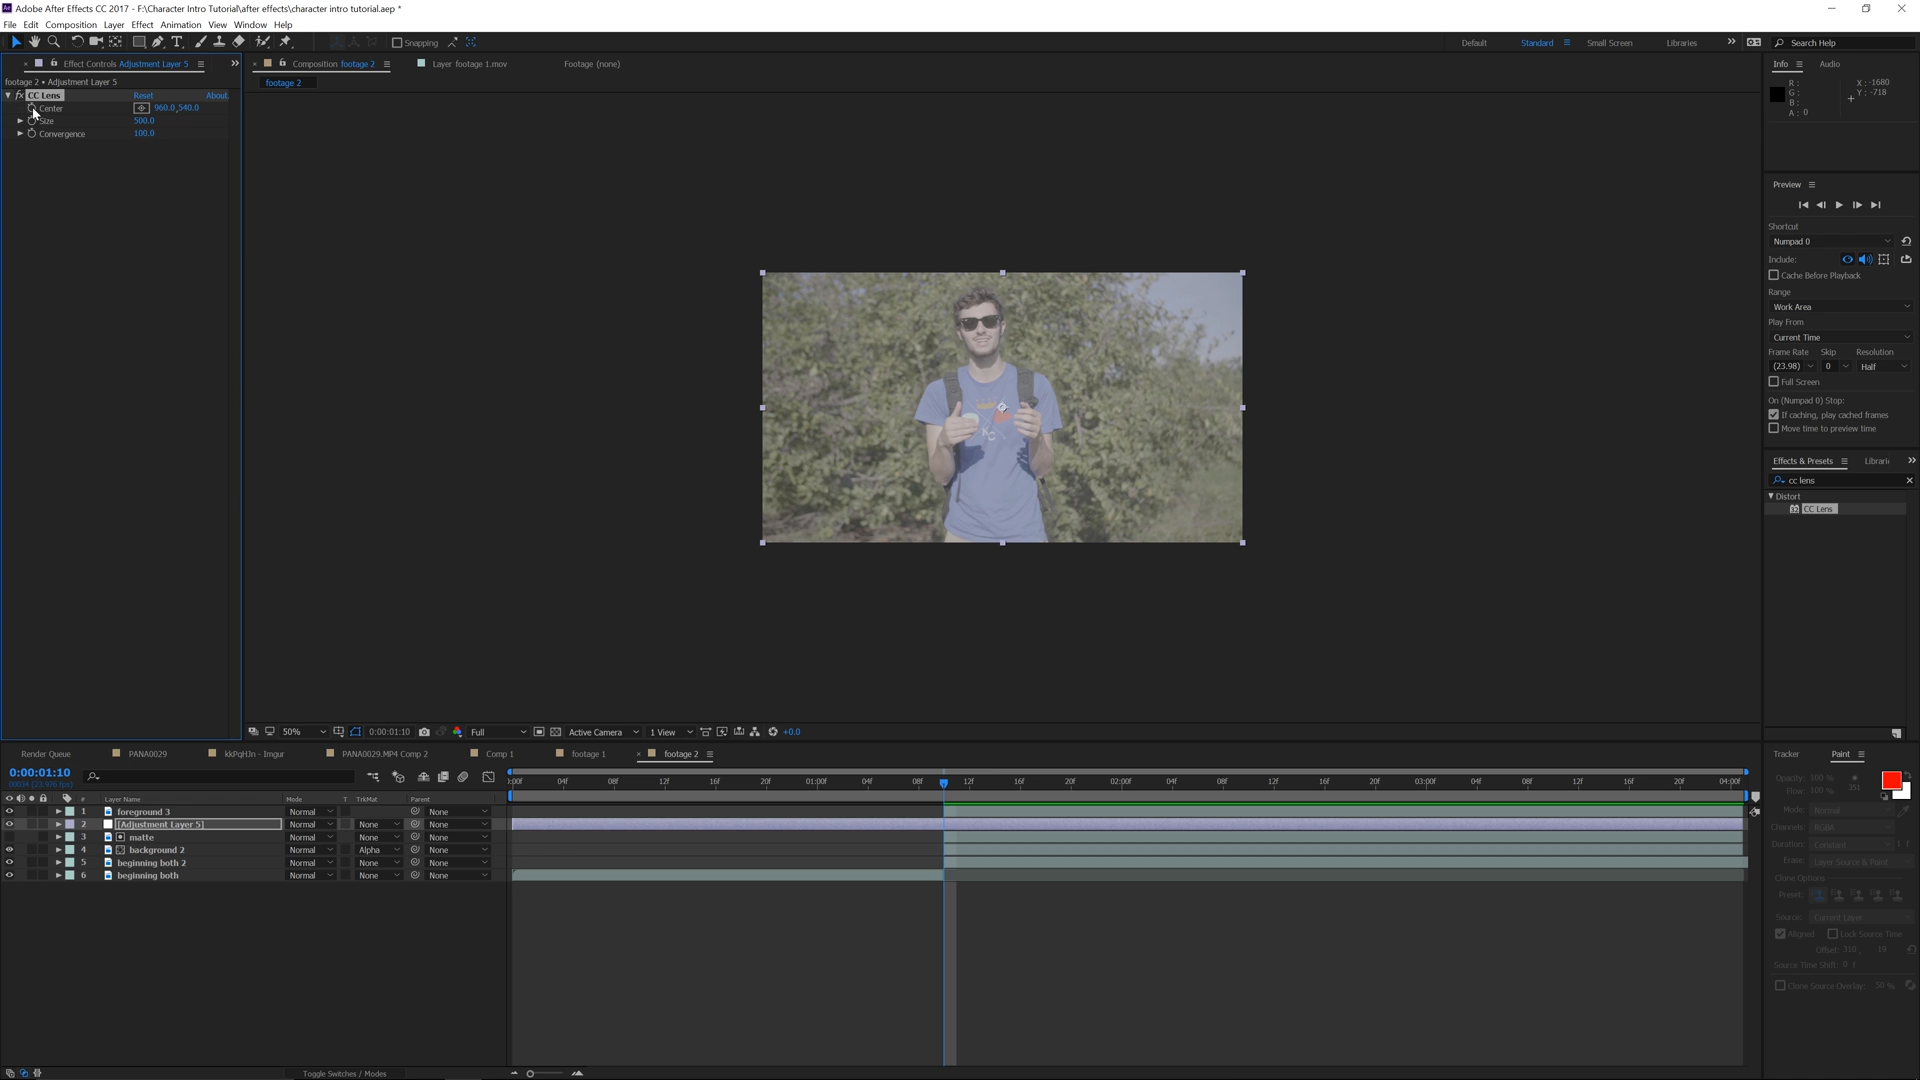 Adobe After Effects CC 2017 - F:\Character Intro Tutorial\after effects\character intro tutorial.aep *
File Edit Composition Layer Effect Animation View Window Help
Snapping
Default Standard Small Screen Libraries Search Help
Effect Controls Adjustment Layer 5
Composition footage 2
Layer footage 1.mov
Footage (none)
footage 2 • Adjustment Layer 5
footage 2
fx CC Lens Reset About.
Center 960.0,540.0
Size 500.0
Convergence 100.0
Info Audio
R :
G :
B :
A : 0
X : -1680
Y : -718
Preview
Shortcut
Numpad 0
Include:
Cache Before Playback
Range
Work Area
Play From
Current Time
Frame Rate Skip Resolution
(23.98) 0 Half
Full Screen
On (Numpad 0) Stop:
If caching, play cached frames
Move time to preview time
Effects & Presets Librari
cc lens
Distort
CC Lens
KC
50% 0:00:01:10 Full Active Camera 1 View +0.0
Render Queue PANA0029 kkPqHJn - Imgur PANA0029.MP4 Comp 2 Comp 1 footage 1 footage 2
0:00:01:10
00034 (23.976 fps)
:00f 04f 08f 12f 16f 20f 01:00f 04f 08f 12f 16f 20f 02:00f 04f 08f 12f 16f 20f 03:00f 04f 08f 12f 16f 20f 04:00f
# Layer Name Mode T TrkMat Parent
1 foreground 3 Normal None
2 [Adjustment Layer 5] Normal None None
3 matte Normal None None
4 background 2 Normal Alpha None
5 beginning both 2 Normal None None
6 beginning both Normal None None
Toggle Switches / Modes
Tracker Paint
Opacity: 100 %
Flow: 100 %
351
Mode: Normal
Channels: RGBA
Duration: Constant
Erase: Layer Source & Paint
Clone Options
Preset:
Source: Current Layer
Aligned Lock Source Time
Offset: 310 , 19
Source Time Shift: 0 f
Clone Source Overlay: 50 %